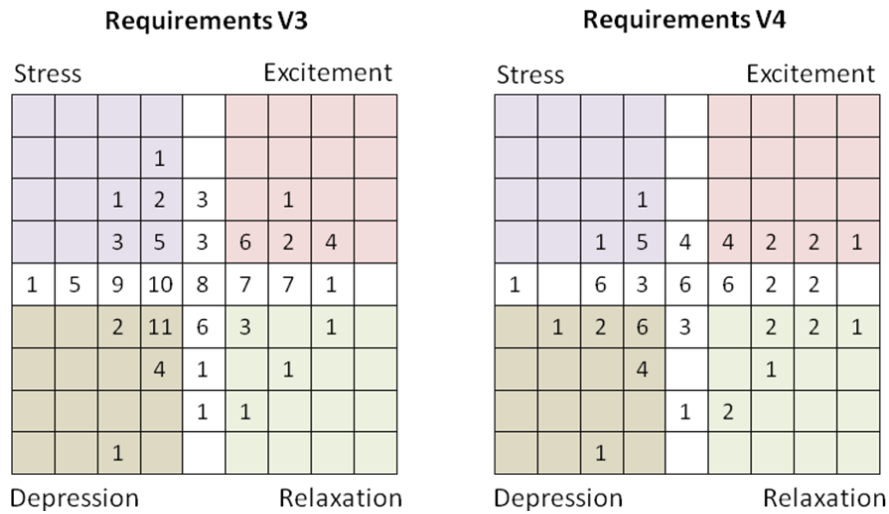 Requirements V3
Requirements V4
Stress Excitement
1
1 2 3 1
3 5 3 6 2 4
1 5 9 10 8 7 7 1
2 11 6 3 1
4 1 1
1 1
1
Depression Relaxation
Stress Excitement
1
1 5 4 4 2 2 1
1 6 3 6 6 2 2
1 2 6 3 2 2 1
4 1
1 2
1
Depression Relaxation